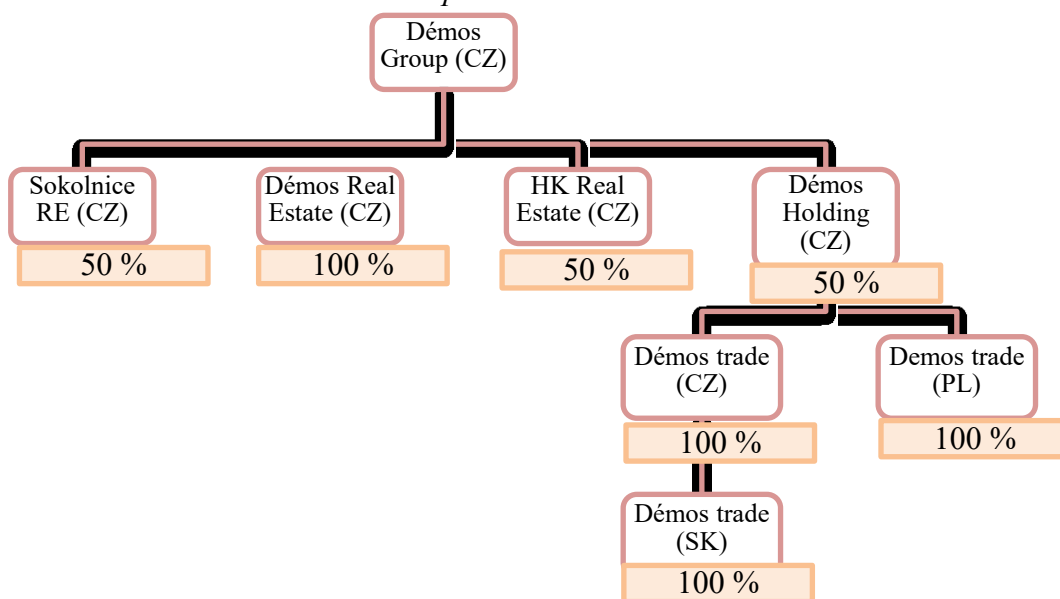 Démos
Group (CZ)
Sokolnice
RE (CZ)
50 %
Démos Real
Estate (CZ)
100 %
HK Real
Estate (CZ)
50 %
Démos
Holding
(CZ)
50 %
Démos trade
(CZ)
100 %
Demos trade
(PL)
100 %
Démos trade
(SK)
100 %